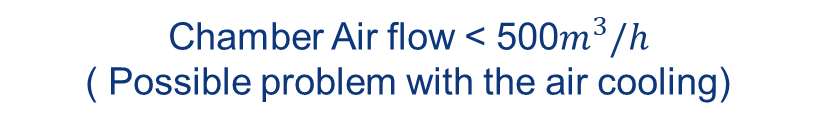 Chamber Air flow < 500m³/h
( Possible problem with the air cooling)